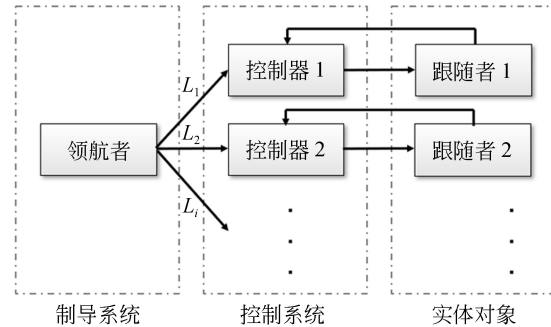 控制器 1
跟随者 1
L₁
领航者
L₂
控制器 2
跟随者 2
Lᵢ
制导系统
控制系统
实体对象